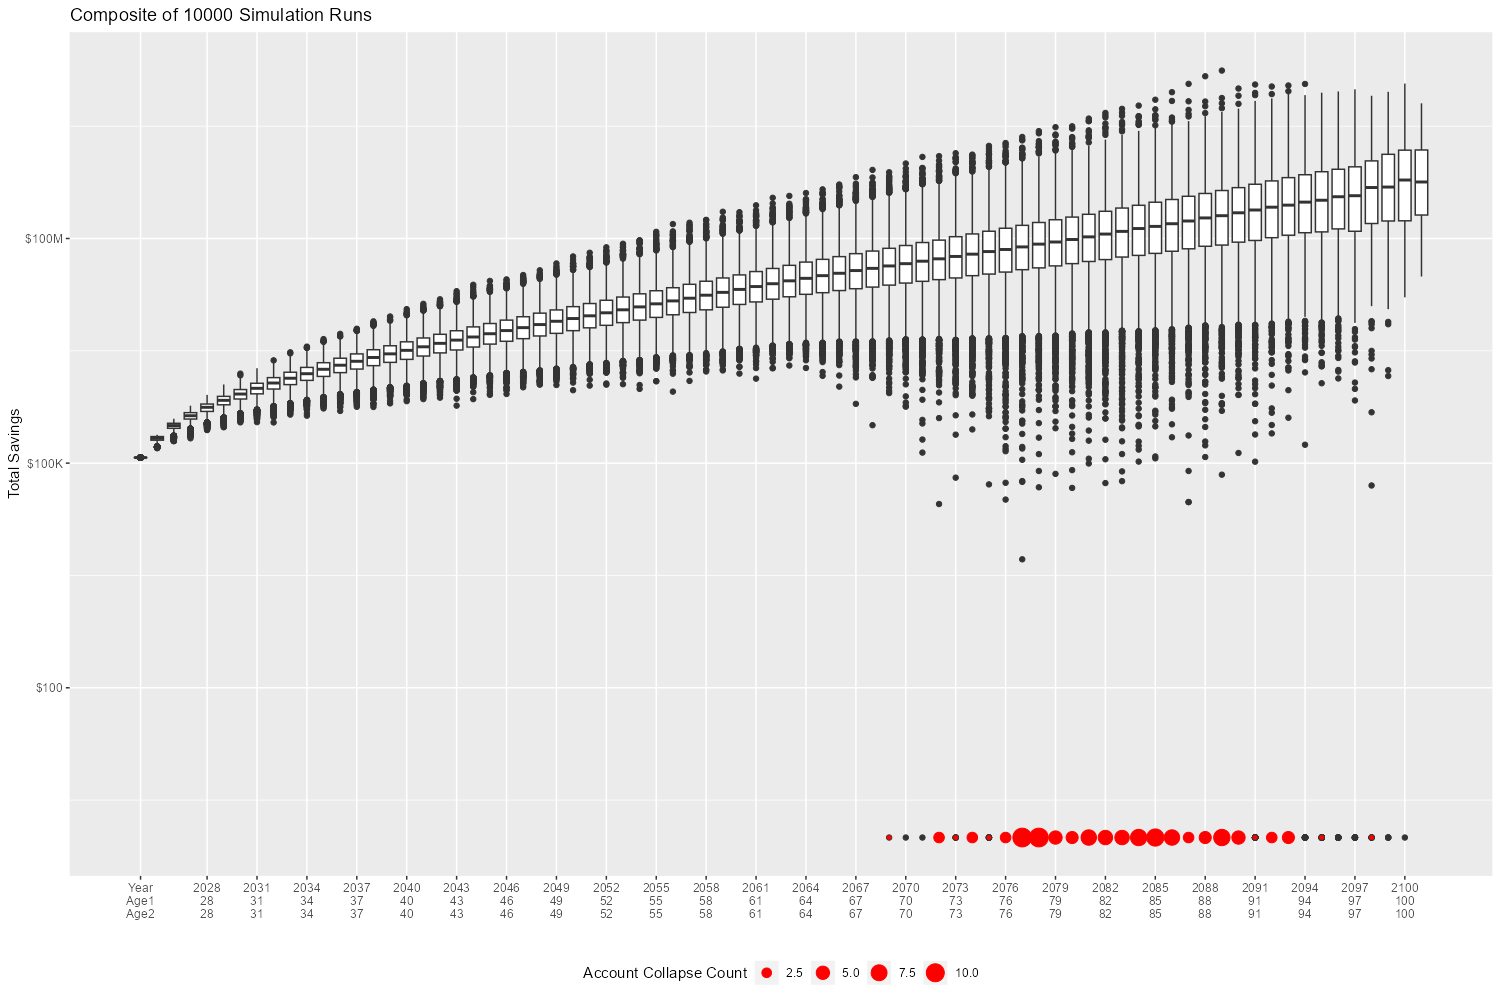 Composite of 10000 Simulation Runs
Total Savings
$100M
$100K
$100
Year 2028 2031 2034 2037 2040 2043 2046 2049 2052 2055 2058 2061 2064 2067 2070 2073 2076 2079 2082 2085 2088 2091 2094 2097 2100
Age1 28 31 34 37 40 43 46 49 52 55 58 61 64 67 70 73 76 79 82 85 88 91 94 97 100
Age2 28 31 34 37 40 43 46 49 52 55 58 61 64 67 70 73 76 79 82 85 88 91 94 97 100
Account Collapse Count 2.5 5.0 7.5 10.0